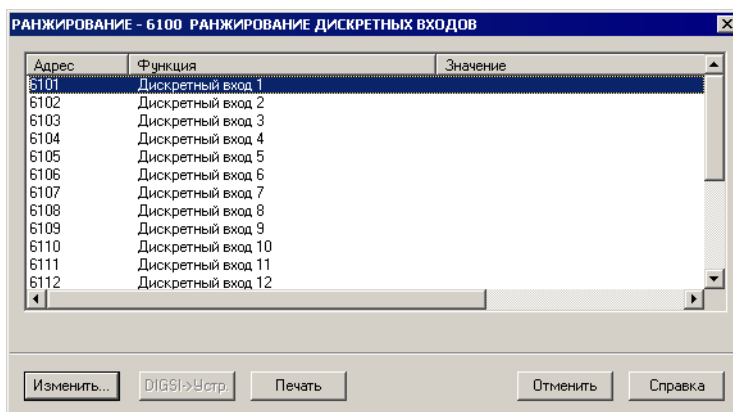 РАНЖИРОВАНИЕ - 6100 РАНЖИРОВАНИЕ ДИСКРЕТНЫХ ВХОДОВ
Адрес Функция Значение
6101 Дискретный вход 1
6102 Дискретный вход 2
6103 Дискретный вход 3
6104 Дискретный вход 4
6105 Дискретный вход 5
6106 Дискретный вход 6
6107 Дискретный вход 7
6108 Дискретный вход 8
6109 Дискретный вход 9
6110 Дискретный вход 10
6111 Дискретный вход 11
6112 Дискретный вход 12
Изменить... DIGSI->Устр. Печать Отменить Справка